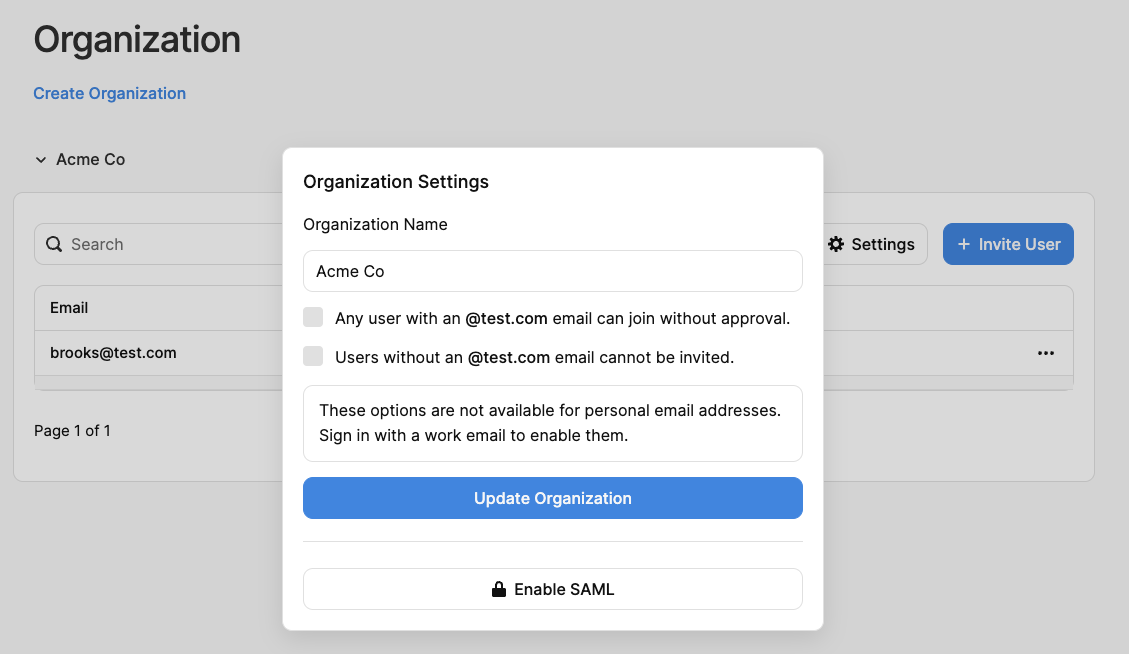 Organization
Create Organization
Acme Co
Search
Settings
+ Invite User
Email
brooks@test.com
Page 1 of 1
Organization Settings
Organization Name
Acme Co
Any user with an @test.com email can join without approval.
Users without an @test.com email cannot be invited.
These options are not available for personal email addresses.
Sign in with a work email to enable them.
Update Organization
Enable SAML